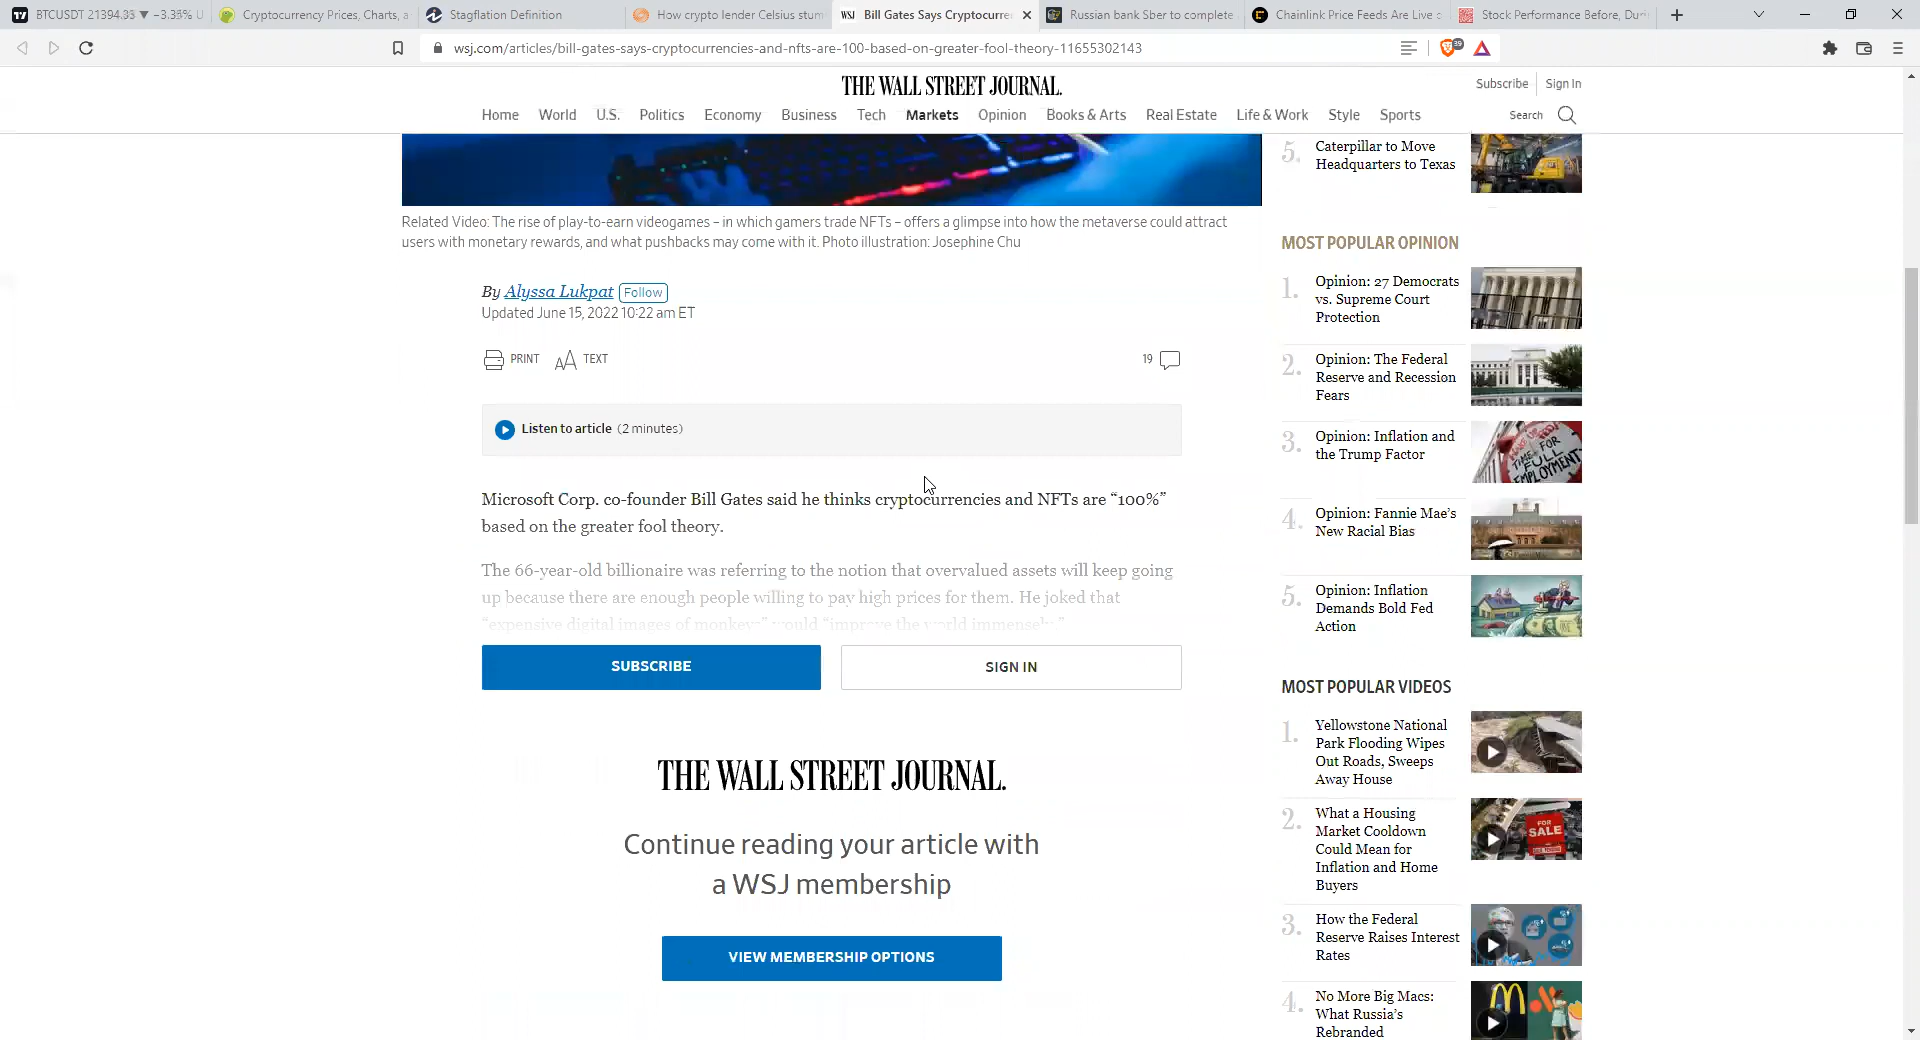 BTCUSDT 21394.33 ▼ −3.35% U
Cryptocurrency Prices, Charts, a
Stagflation Definition
How crypto lender Celsius stum
WSJ Bill Gates Says Cryptocurre
Russian bank Sber to complete
Chainlink Price Feeds Are Live o
Stock Performance Before, Duri
wsj.com/articles/bill-gates-says-cryptocurrencies-and-nfts-are-100-based-on-greater-fool-theory-11655302143
39
THE WALL STREET JOURNAL.
Subscribe Sign In
Home World U.S. Politics Economy Business Tech Markets Opinion Books & Arts Real Estate Life & Work Style Sports
Search
Related Video: The rise of play-to-earn videogames – in which gamers trade NFTs – offers a glimpse into how the metaverse could attract
users with monetary rewards, and what pushbacks may come with it. Photo illustration: Josephine Chu
By Alyssa Lukpat Follow
Updated June 15, 2022 10:22 am ET
PRINT TEXT
19
Listen to article (2 minutes)
Microsoft Corp. co-founder Bill Gates said he thinks cryptocurrencies and NFTs are “100%”
based on the greater fool theory.
The 66-year-old billionaire was referring to the notion that overvalued assets will keep going
up because there are enough people willing to pay high prices for them. He joked that
“expensive digital images of monkeys” would “improve the world immensely.”
SUBSCRIBE
SIGN IN
THE WALL STREET JOURNAL.
Continue reading your article with
a WSJ membership
VIEW MEMBERSHIP OPTIONS
5. Caterpillar to Move
Headquarters to Texas
MOST POPULAR OPINION
1. Opinion: 27 Democrats
vs. Supreme Court
Protection
2. Opinion: The Federal
Reserve and Recession
Fears
3. Opinion: Inflation and
the Trump Factor
TIME FOR
FULL
EMPLOYMENT
4. Opinion: Fannie Mae’s
New Racial Bias
5. Opinion: Inflation
Demands Bold Fed
Action
MOST POPULAR VIDEOS
1. Yellowstone National
Park Flooding Wipes
Out Roads, Sweeps
Away House
2. What a Housing
Market Cooldown
Could Mean for
Inflation and Home
Buyers
FOR
SALE
3. How the Federal
Reserve Raises Interest
Rates
4. No More Big Macs:
What Russia’s
Rebranded